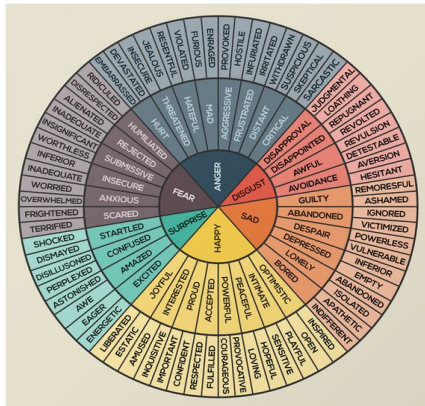 ANGER
DISGUST
SAD
HAPPY
SURPRISE
FEAR
HURT
THREATENED
HATEFUL
MAD
AGGRESSIVE
FRUSTRATED
DISTANT
CRITICAL
DISAPPROVAL
DISAPPOINTED
AWFUL
AVOIDANCE
GUILTY
ABANDONED
DESPAIR
DEPRESSED
LONELY
BORED
OPTIMISTIC
INTIMATE
PEACEFUL
POWERFUL
ACCEPTED
PROUD
INTERESTED
JOYFUL
EXCITED
AMAZED
CONFUSED
STARTLED
SCARED
ANXIOUS
INSECURE
SUBMISSIVE
REJECTED
HUMILIATED
EMBARRASSED
DEVASTATED
INSECURE
JEALOUS
RESENTFUL
VIOLATED
FURIOUS
ENRAGED
PROVOKED
HOSTILE
INFURIATED
IRRITATED
WITHDRAWN
SUSPICIOUS
SKEPTICAL
SARCASTIC
JUDGMENTAL
LOATHING
REPUGNANT
REVOLTED
REVULSION
DETESTABLE
AVERSION
HESITANT
REMORESFUL
ASHAMED
IGNORED
VICTIMIZED
POWERLESS
VULNERABLE
INFERIOR
EMPTY
ABANDONED
ISOLATED
APATHETIC
INDIFFERENT
INSPIRED
OPEN
PLAYFUL
SENSITIVE
HOPEFUL
LOVING
PROVOCATIVE
COURAGEOUS
FULFILLED
RESPECTED
CONFIDENT
IMPORTANT
INQUISITIVE
AMUSED
ESTATIC
LIBERATED
ENERGETIC
EAGER
AWE
ASTONISHED
PERPLEXED
DISILLUSONED
DISMAYED
SHOCKED
TERRIFIED
FRIGHTENED
OVERWHELMED
WORRIED
INADEQUATE
INFERIOR
WORTHLESS
INSIGNIFICANT
INADEQUATE
ALIENATED
DISRESPECTED
RIDICULED